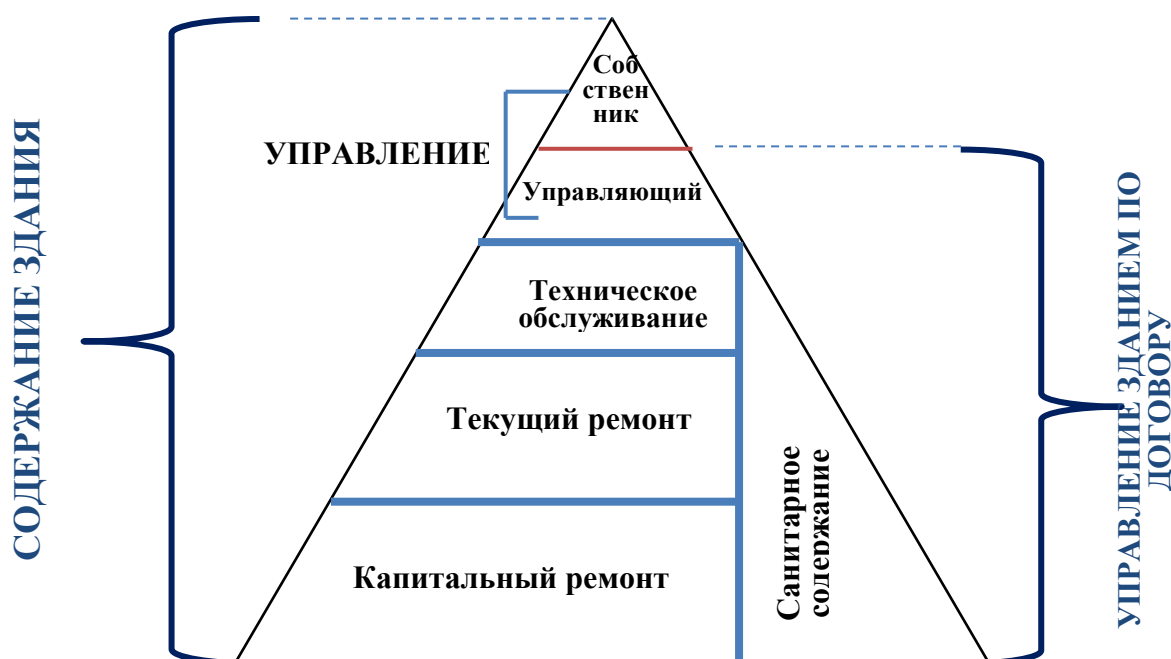 СОДЕРЖАНИЕ ЗДАНИЯ
УПРАВЛЕНИЕ
Соб
ствен
ник
Управляющий
Техническое
обслуживание
Текущий ремонт
Капитальный ремонт
Санитарное
содержание
УПРАВЛЕНИЕ ЗДАНИЕМ ПО
ДОГОВОРУ